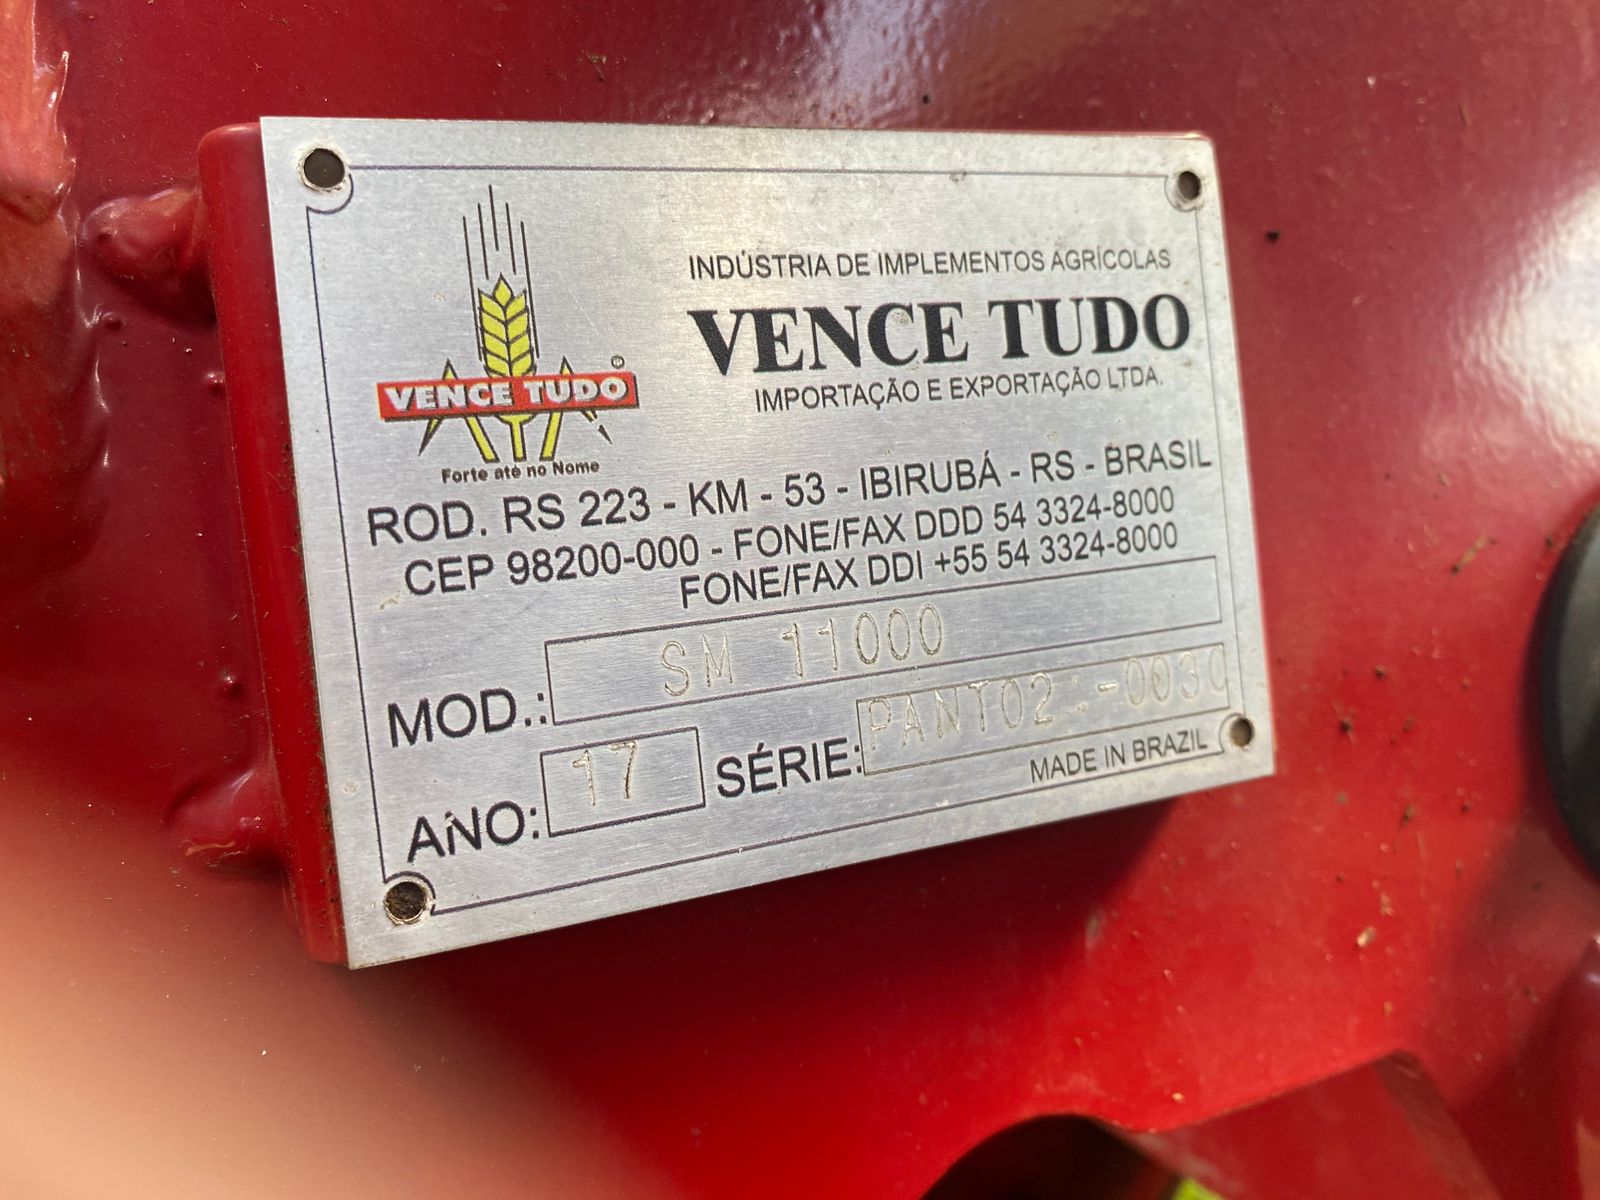 INDÚSTRIA DE IMPLEMENTOS AGRÍCOLAS
VENCE TUDO
IMPORTAÇÃO E EXPORTAÇÃO LTDA.
VENCE TUDO ®
Forte até no Nome
ROD. RS 223 - KM - 53 - IBIRUBÁ - RS - BRASIL
CEP 98200-000 - FONE/FAX DDD 54 3324-8000
FONE/FAX DDI +55 54 3324-8000
MOD.: SM 11000
ANO: 17 SÉRIE:
MADE IN BRAZIL